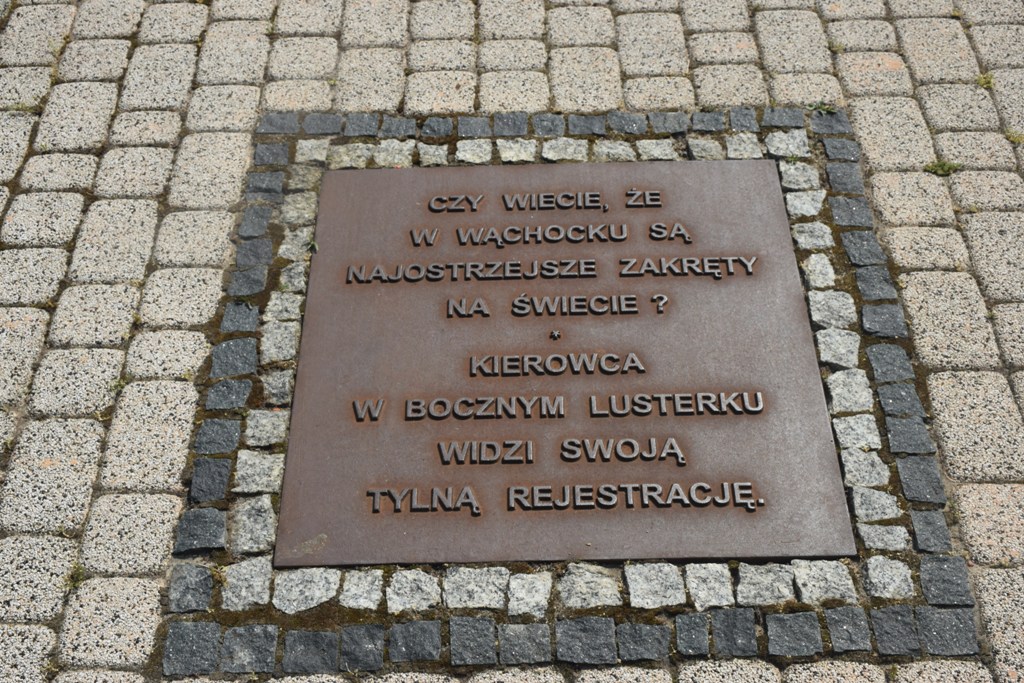 CZY WIECIE, ŻE
W WĄCHOCKU SĄ
NAJOSTRZEJSZE ZAKRĘTY
NA ŚWIECIE ?
*
KIEROWCA
W BOCZNYM LUSTERKU
WIDZI SWOJĄ
TYLNĄ REJESTRACJĘ.